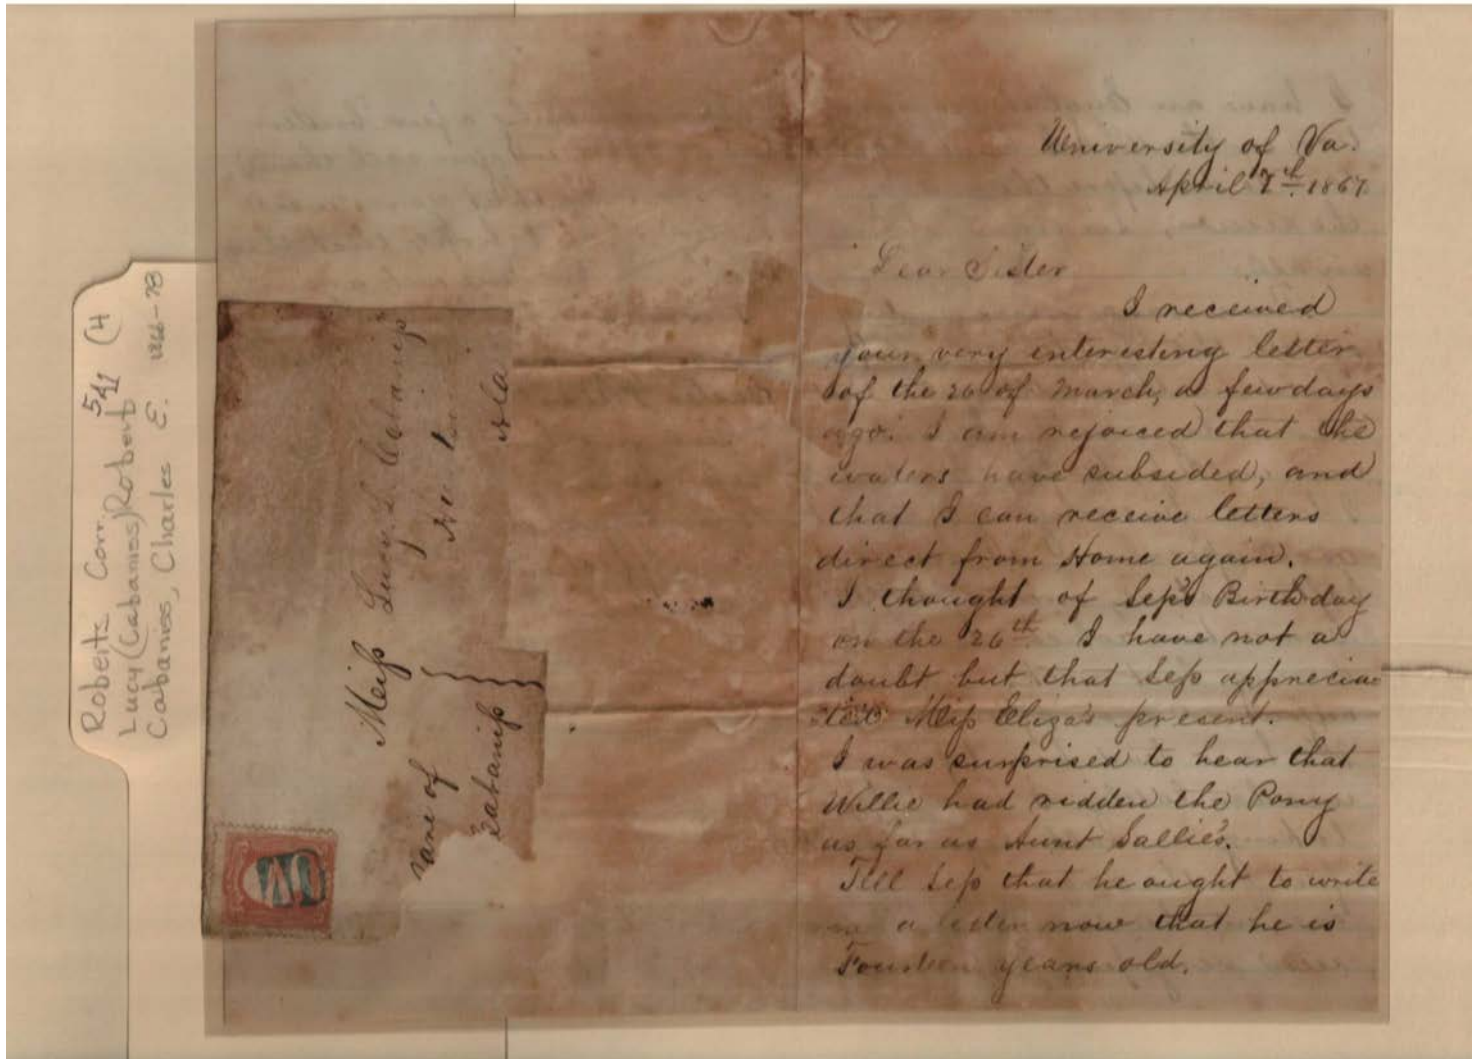 Roberts Corr. 541 (4
Lucy (Cabaniss) Robert
Cabaniss, Charles E. 1866-78
Miss Lucy S. Cabaniss
Ala
Care of
Cabaniss
University of Va.
April 7th 1867
Dear Sister
I received
your very interesting letter
of the 26 of March, a few days
ago. I am rejoiced that the
waters have subsided, and
that I can receive letters
direct from Home again.
I thought of Sep's Birthday
on the 26th. I have not a
doubt but that Sep apprecia
ted Miss Eliza's present.
I was surprised to hear that
Willie had ridden the Pony
as far as Aunt Sallie's.
Tell Sep that he ought to write
a letter now that he is
Fourteen years old.